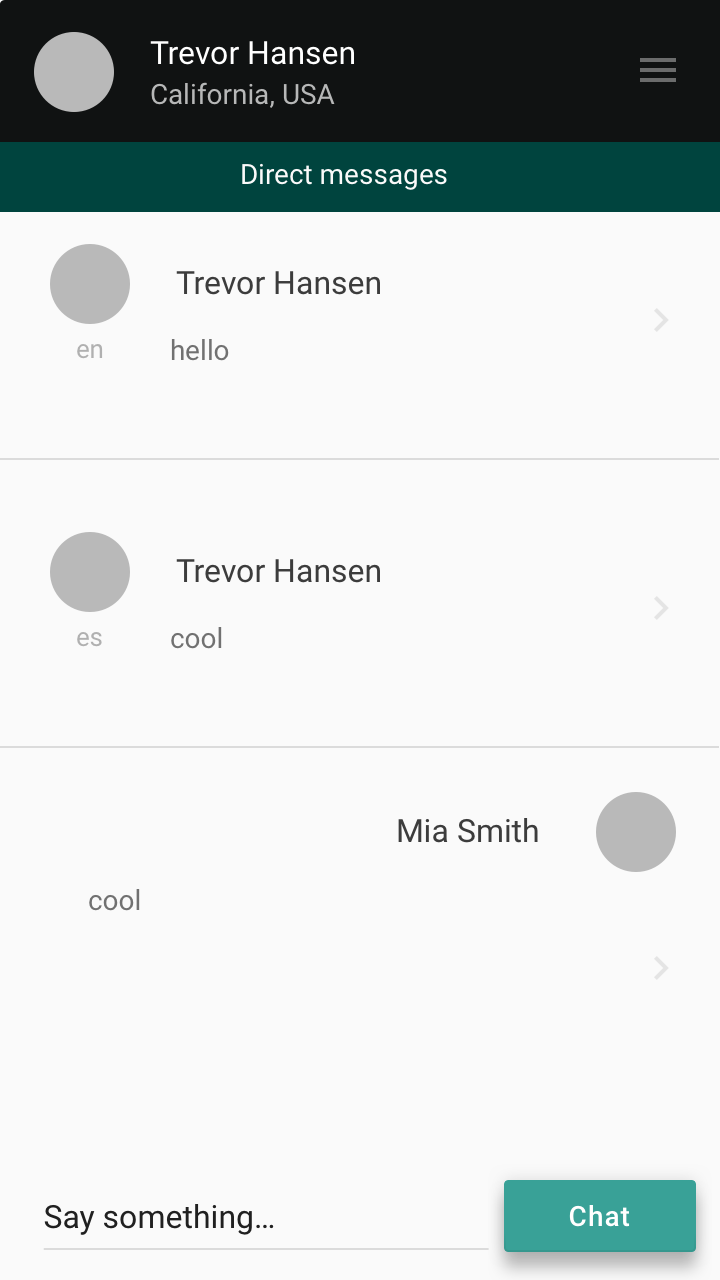 Trevor Hansen
California, USA
Direct messages
Trevor Hansen
en
hello
Trevor Hansen
es
cool
Mia Smith
cool
Say something...
Chat